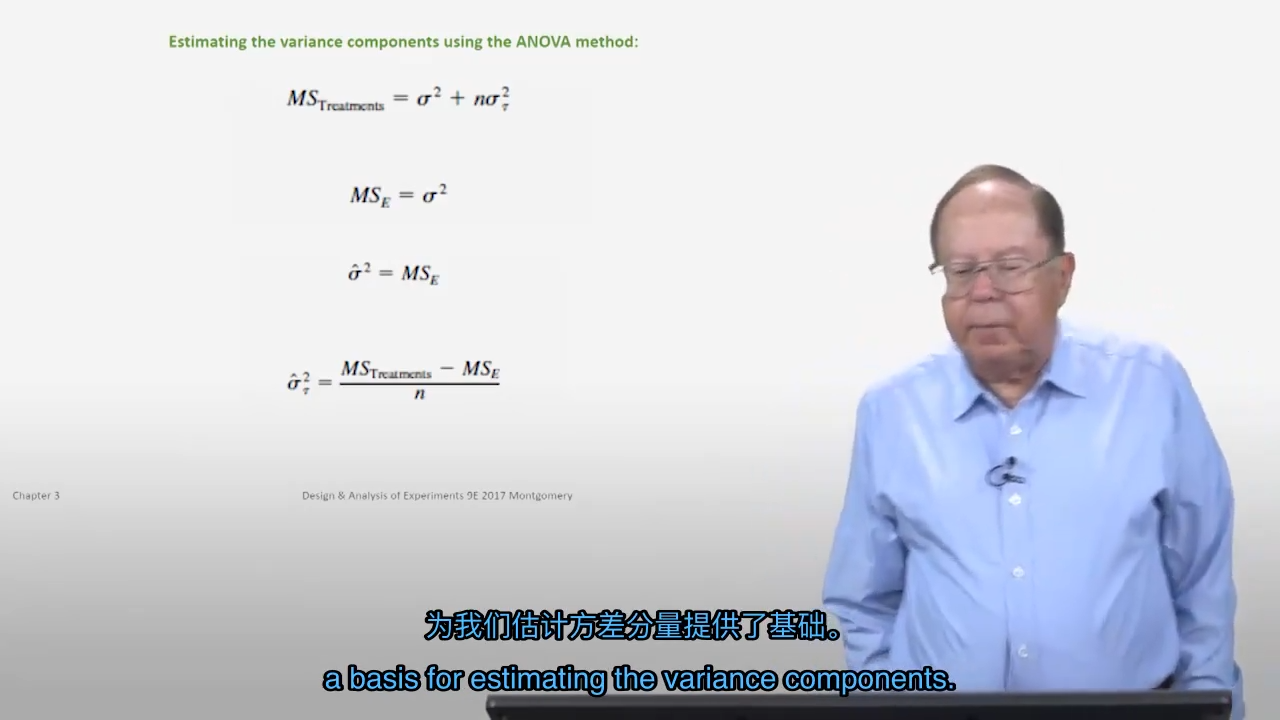 Estimating the variance components using the ANOVA method:
MS_Treatments = σ² + nσ_τ²
MS_E = σ²
σ̂² = MS_E
σ̂_τ² = (MS_Treatments − MS_E) / n
Chapter 3
Design & Analysis of Experiments 9E 2017 Montgomery
为我们估计方差分量提供了基础。
a basis for estimating the variance components.